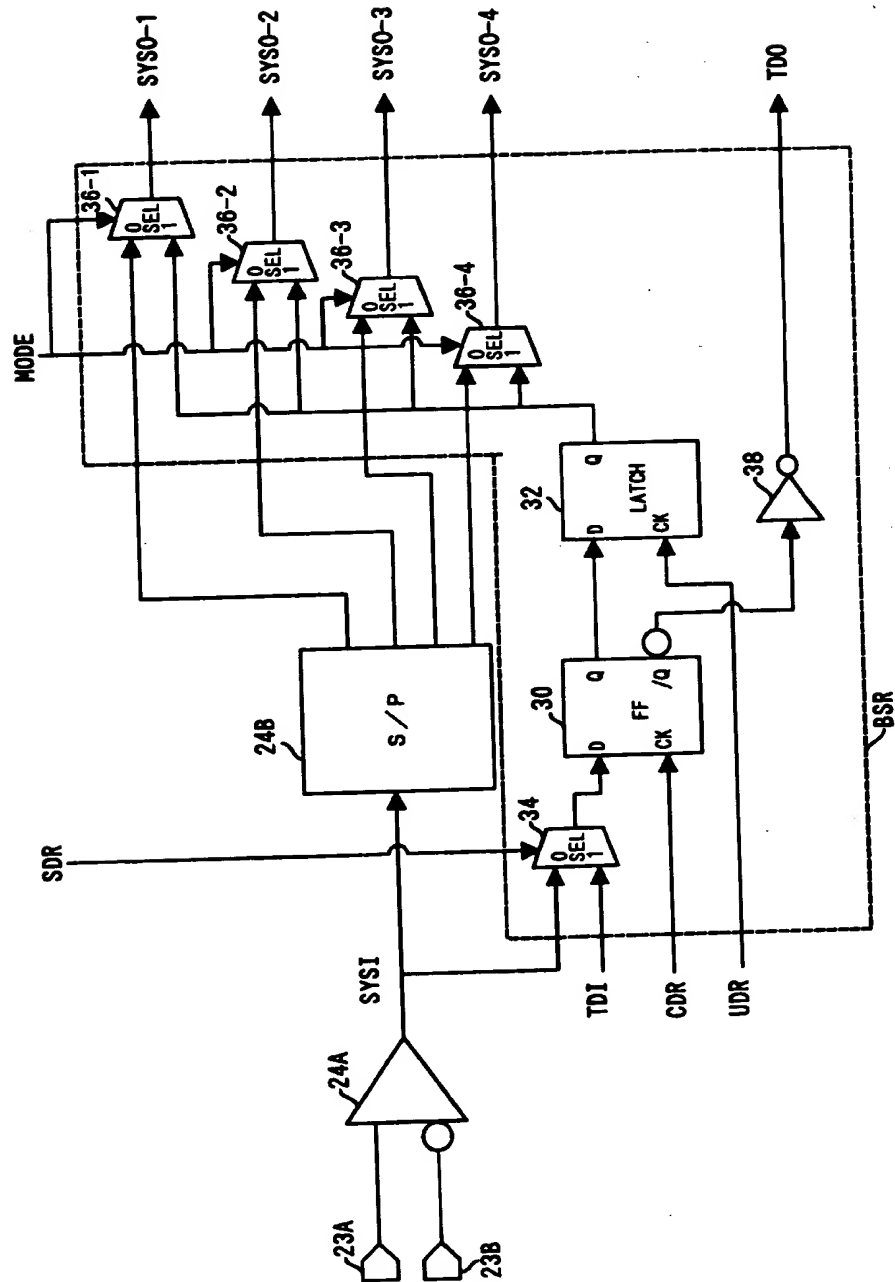 23A
23B
24A
SYSI
SDR
24B
S/P
MODE
36-1
0
SEL
1
SYSO-1
36-2
0
SEL
1
SYSO-2
36-3
0
SEL
1
SYSO-3
36-4
0
SEL
1
SYSO-4
34
0
SEL
1
TDI
CDR
UDR
30
D
Q
FF
CK
/Q
32
D
Q
LATCH
CK
38
TDO
BSR